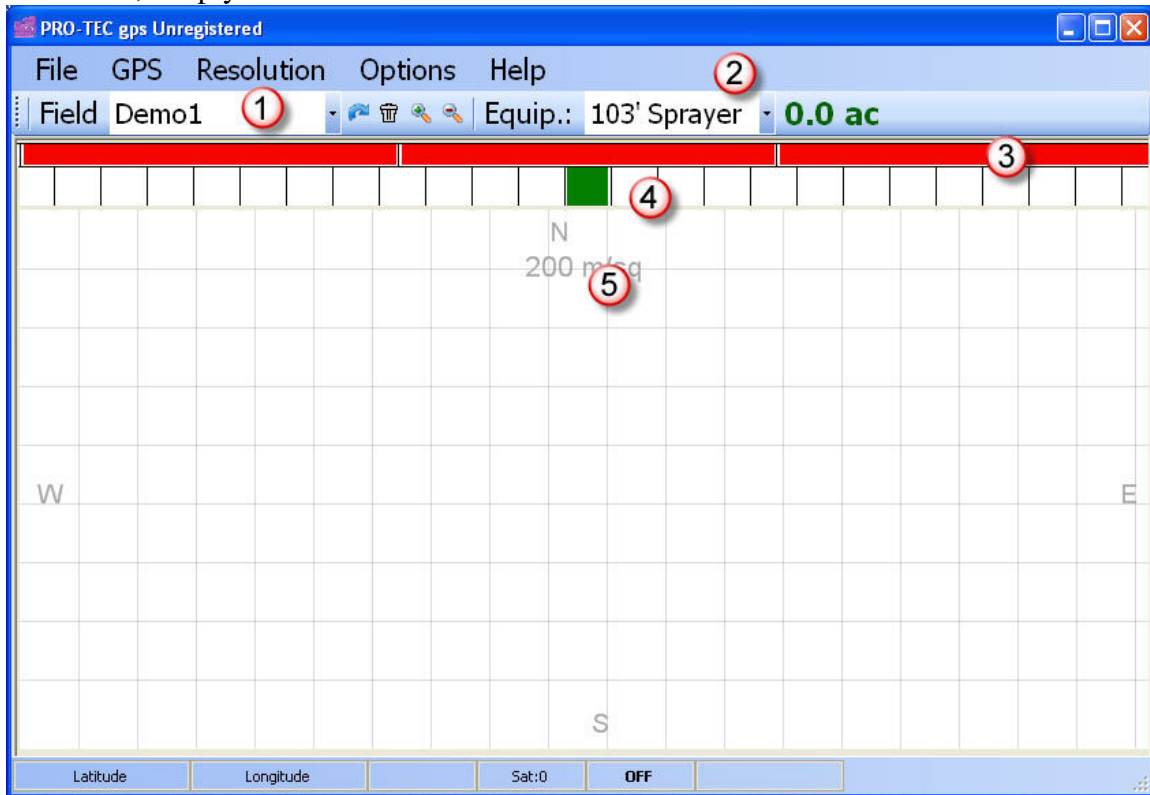 PRO-TEC gps Unregistered
File GPS Resolution Options Help
2
Field Demo1 1 Equip.: 103' Sprayer 0.0 ac
3
4
N
200 m/sq
5
W E
S
Latitude Longitude Sat:0 OFF